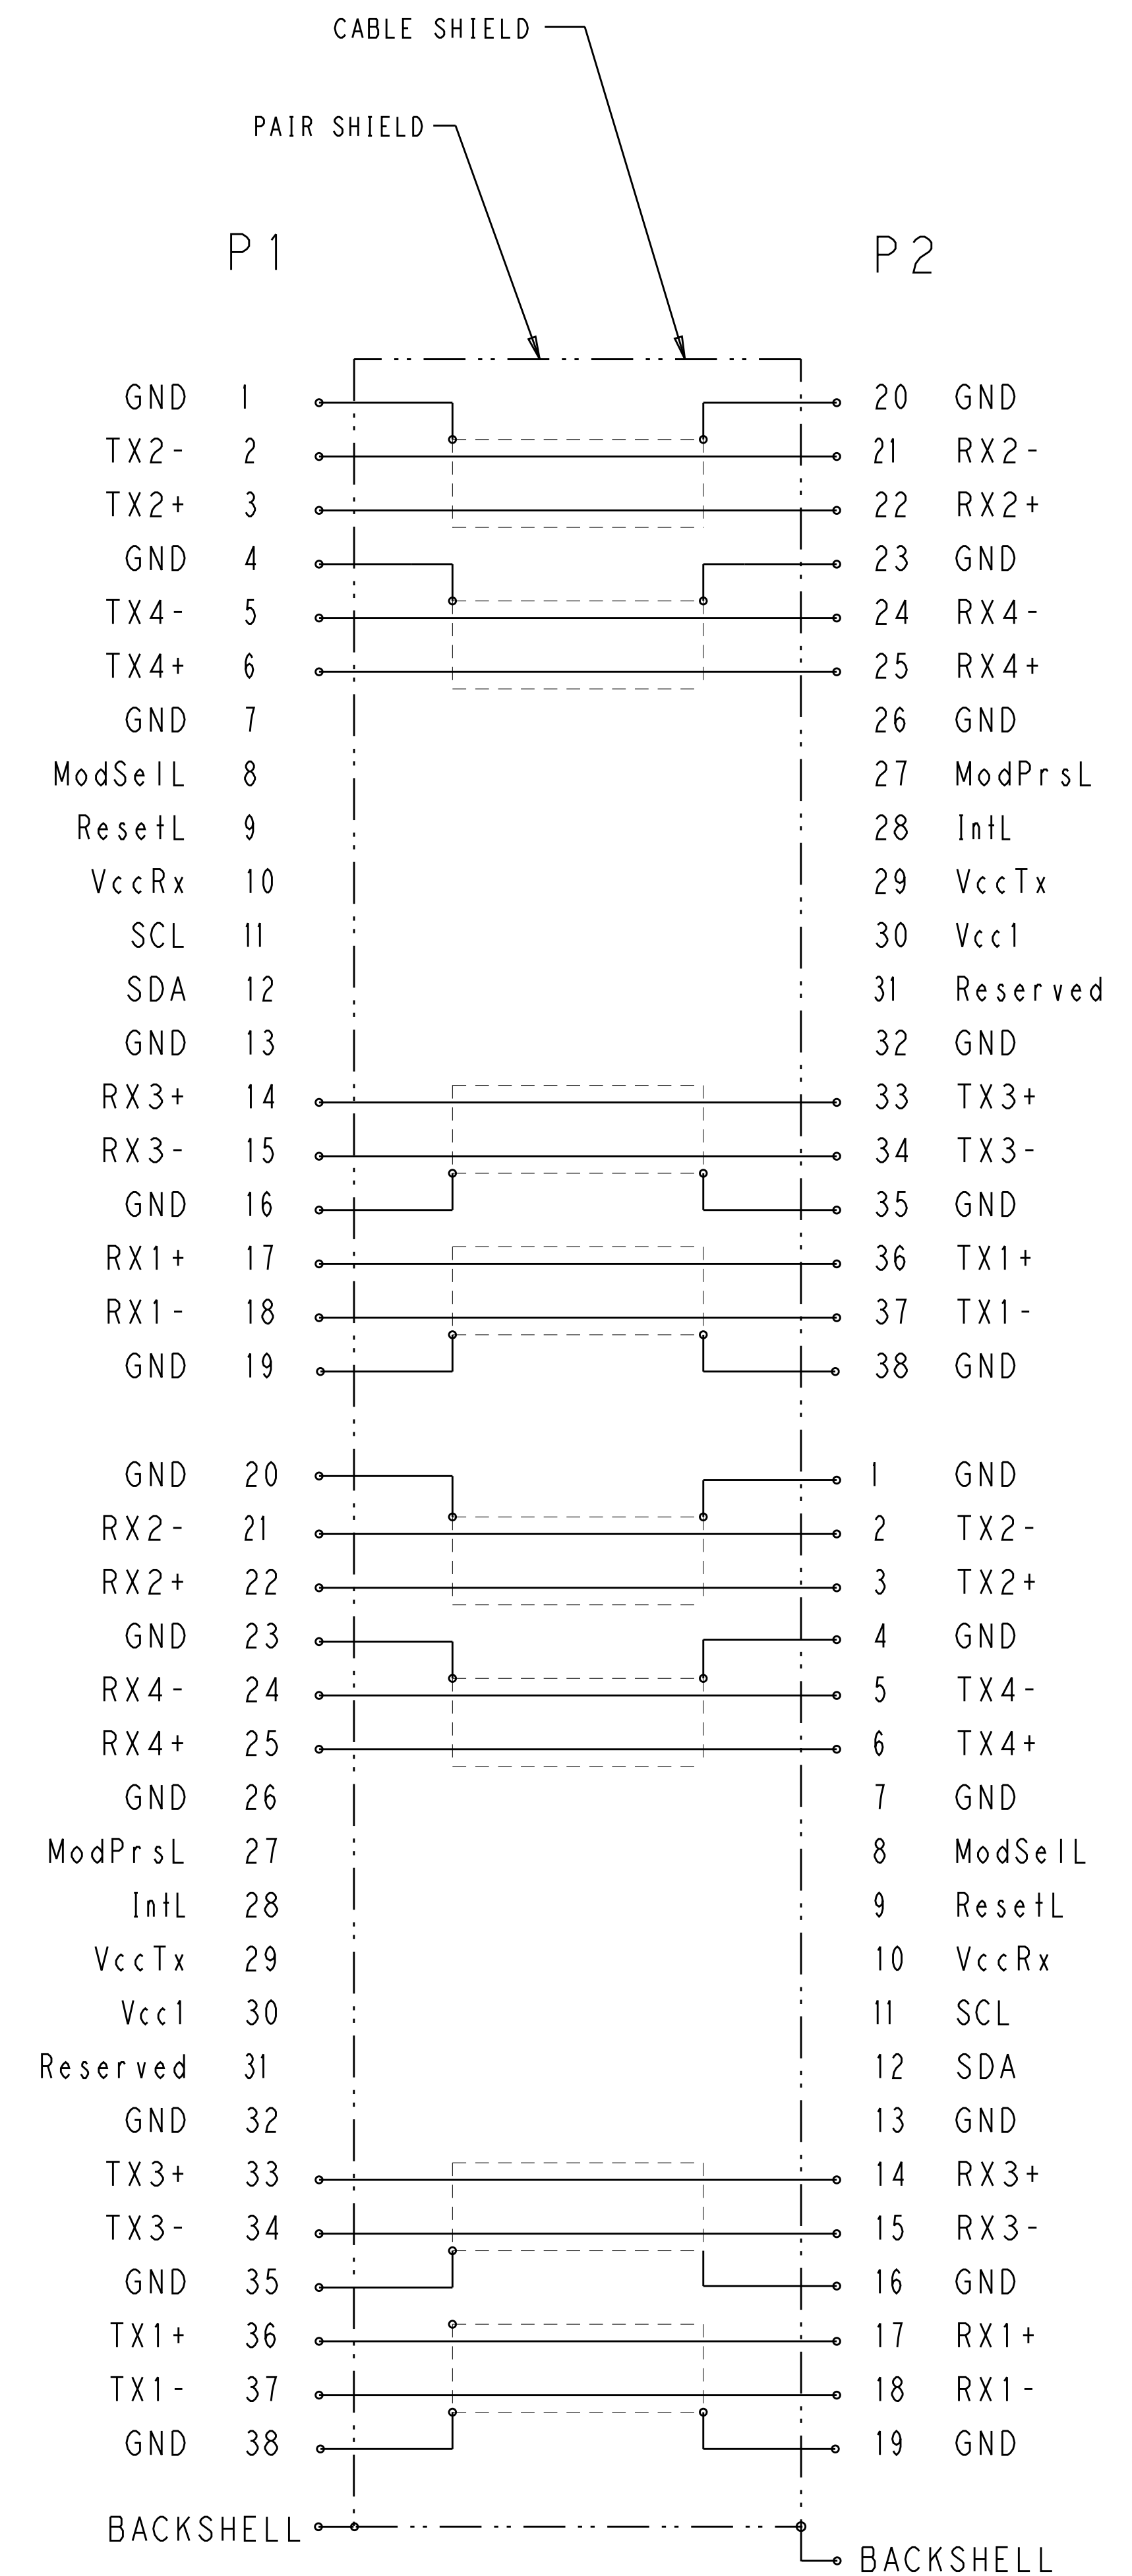 CABLE SHIELD
PAIR SHIELD
P1 P2
GND 1 20 GND
TX2- 2 21 RX2-
TX2+ 3 22 RX2+
GND 4 23 GND
TX4- 5 24 RX4-
TX4+ 6 25 RX4+
GND 7 26 GND
ModSelL 8 27 ModPrsL
ResetL 9 28 IntL
VccRx 10 29 VccTx
SCL 11 30 Vcc1
SDA 12 31 Reserved
GND 13 32 GND
RX3+ 14 33 TX3+
RX3- 15 34 TX3-
GND 16 35 GND
RX1+ 17 36 TX1+
RX1- 18 37 TX1-
GND 19 38 GND
GND 20 1 GND
RX2- 21 2 TX2-
RX2+ 22 3 TX2+
GND 23 4 GND
RX4- 24 5 TX4-
RX4+ 25 6 TX4+
GND 26 7 GND
ModPrsL 27 8 ModSelL
IntL 28 9 ResetL
VccTx 29 10 VccRx
Vcc1 30 11 SCL
Reserved 31 12 SDA
GND 32 13 GND
TX3+ 33 14 RX3+
TX3- 34 15 RX3-
GND 35 16 GND
TX1+ 36 17 RX1+
TX1- 37 18 RX1-
GND 38 19 GND
BACKSHELL
BACKSHELL